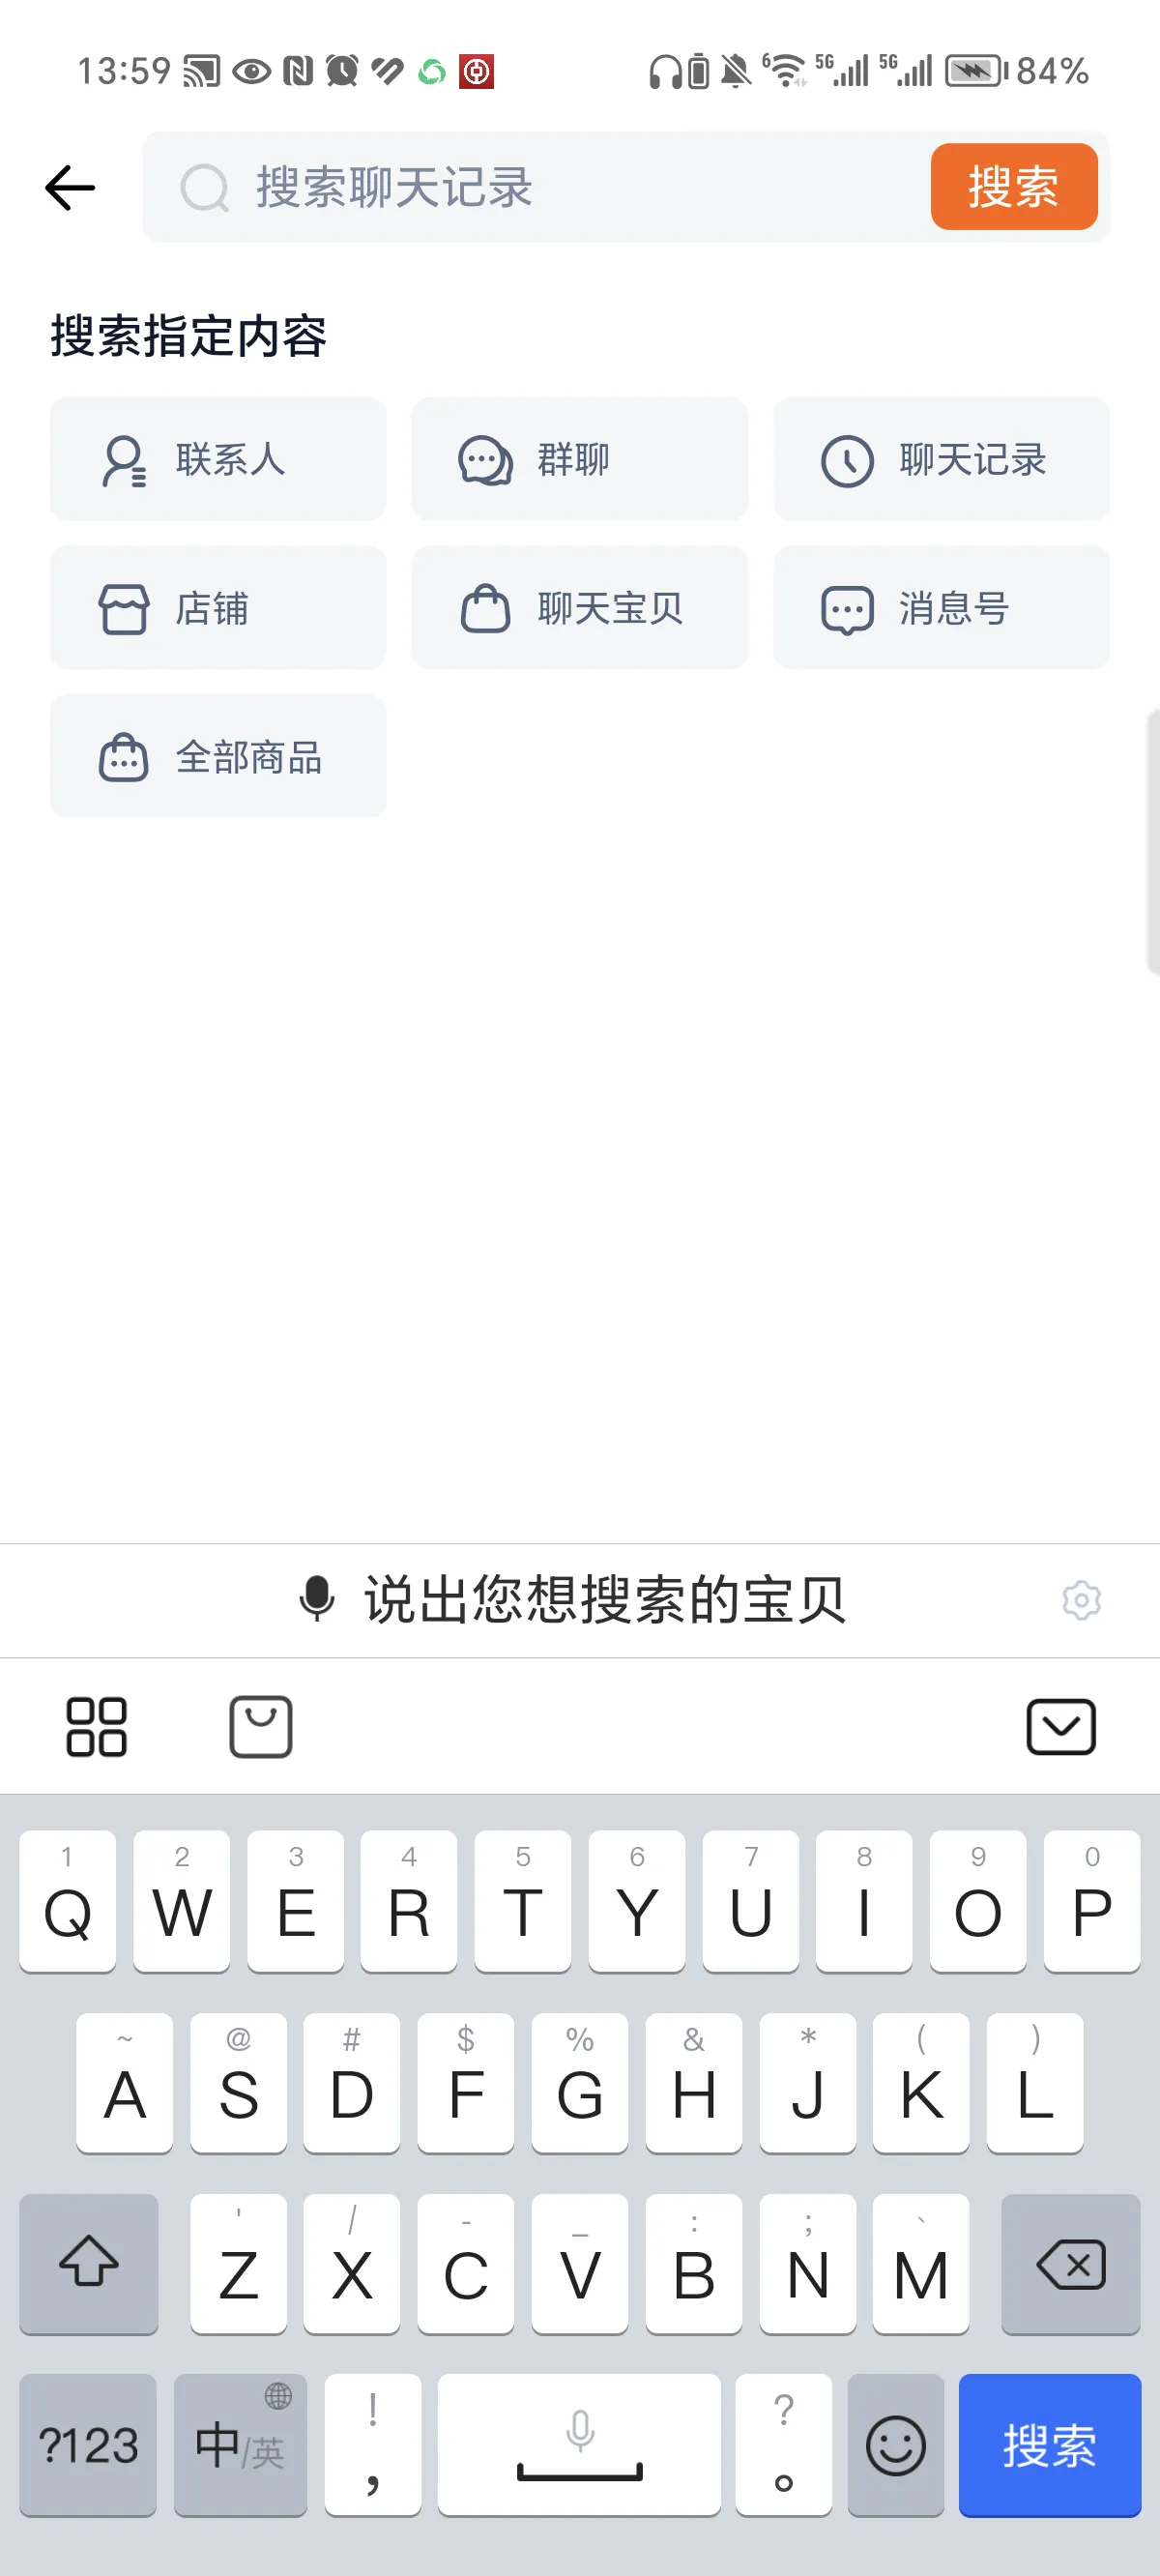 13:59 6 5G 5G 84%
搜索聊天记录 搜索
搜索指定内容
联系人 群聊 聊天记录
店铺 聊天宝贝 消息号
全部商品
说出您想搜索的宝贝
1 2 3 4 5 6 7 8 9 0
Q W E R T Y U I O P
~ @ # $ % & * ( )
A S D F G H J K L
' / - _ : ; 、
Z X C V B N M
! ?
?123 中/英 , 。 搜索